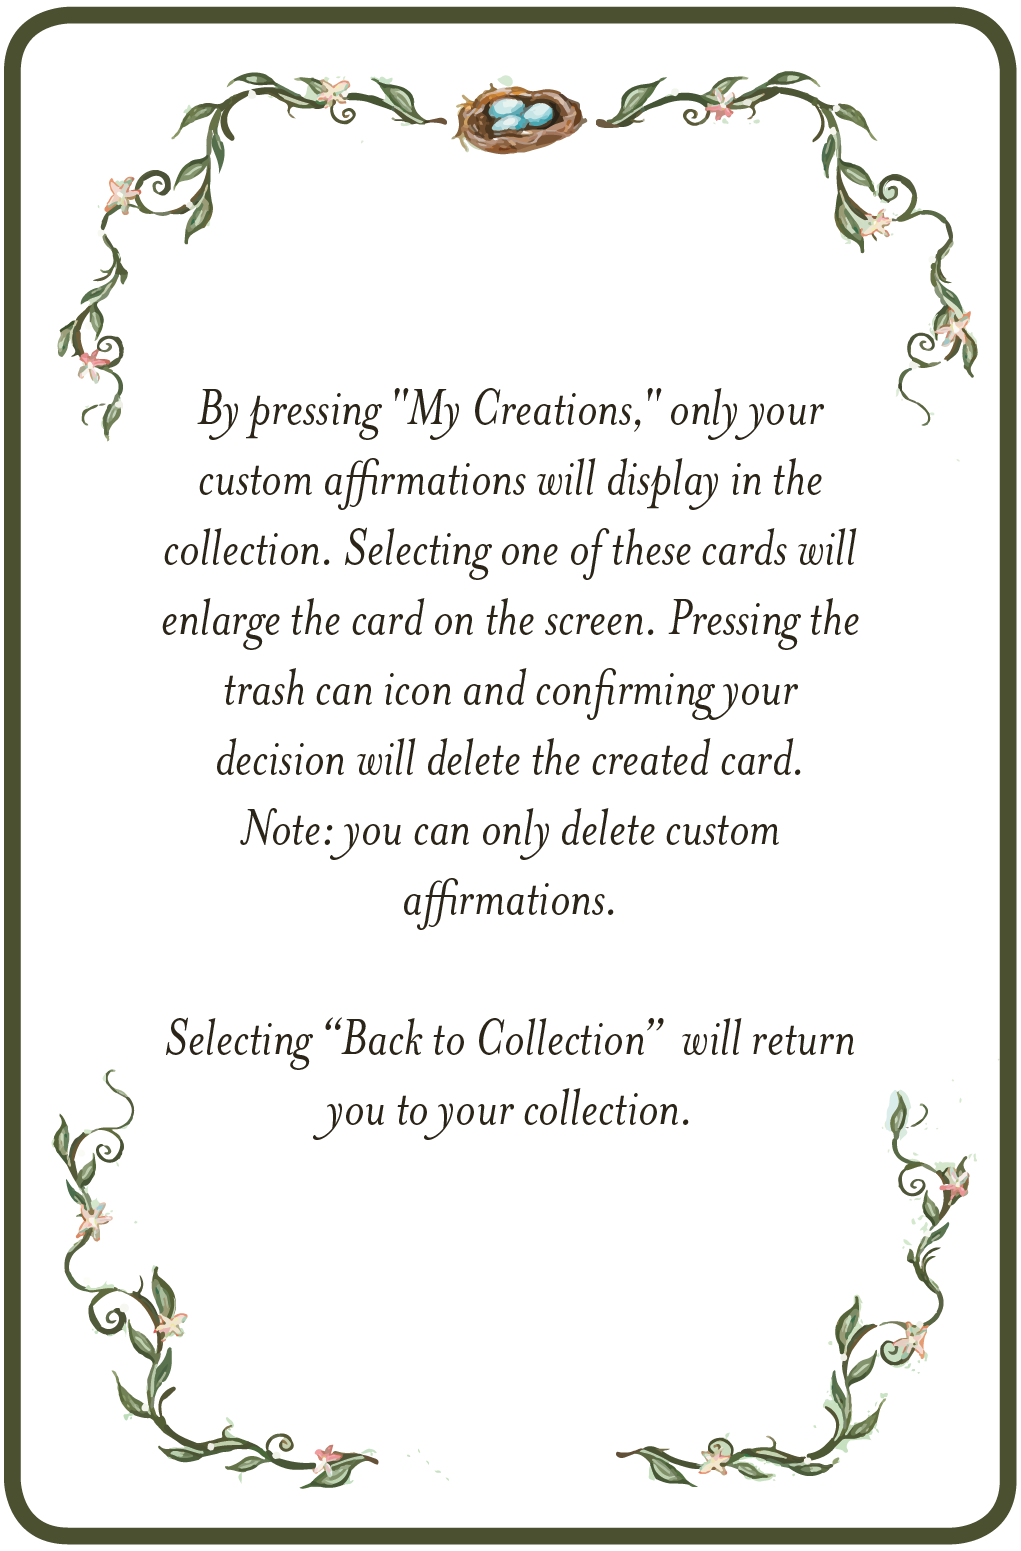 By pressing "My Creations," only your
custom affirmations will display in the
collection. Selecting one of these cards will
enlarge the card on the screen. Pressing the
trash can icon and confirming your
decision will delete the created card.
Note: you can only delete custom
affirmations.
Selecting “Back to Collection” will return
you to your collection.